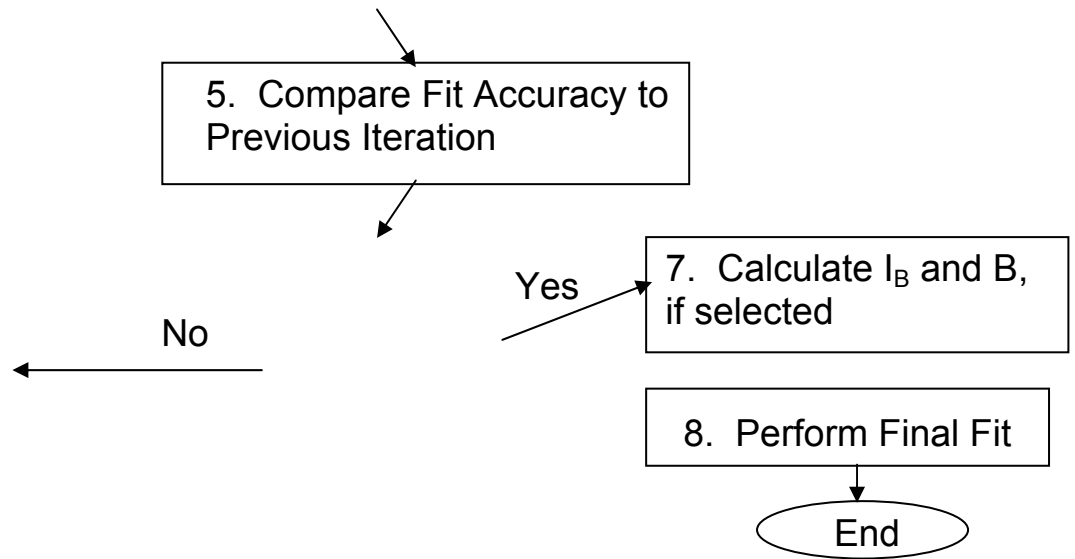 5. Compare Fit Accuracy to
Previous Iteration
Yes
7. Calculate I_B and B,
if selected
No
8. Perform Final Fit
End